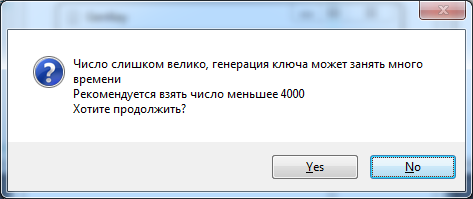 Число слишком велико, генерация ключа может занять много
времени
Рекомендуется взять число меньшее 4000
Хотите продолжить?
Yes
No